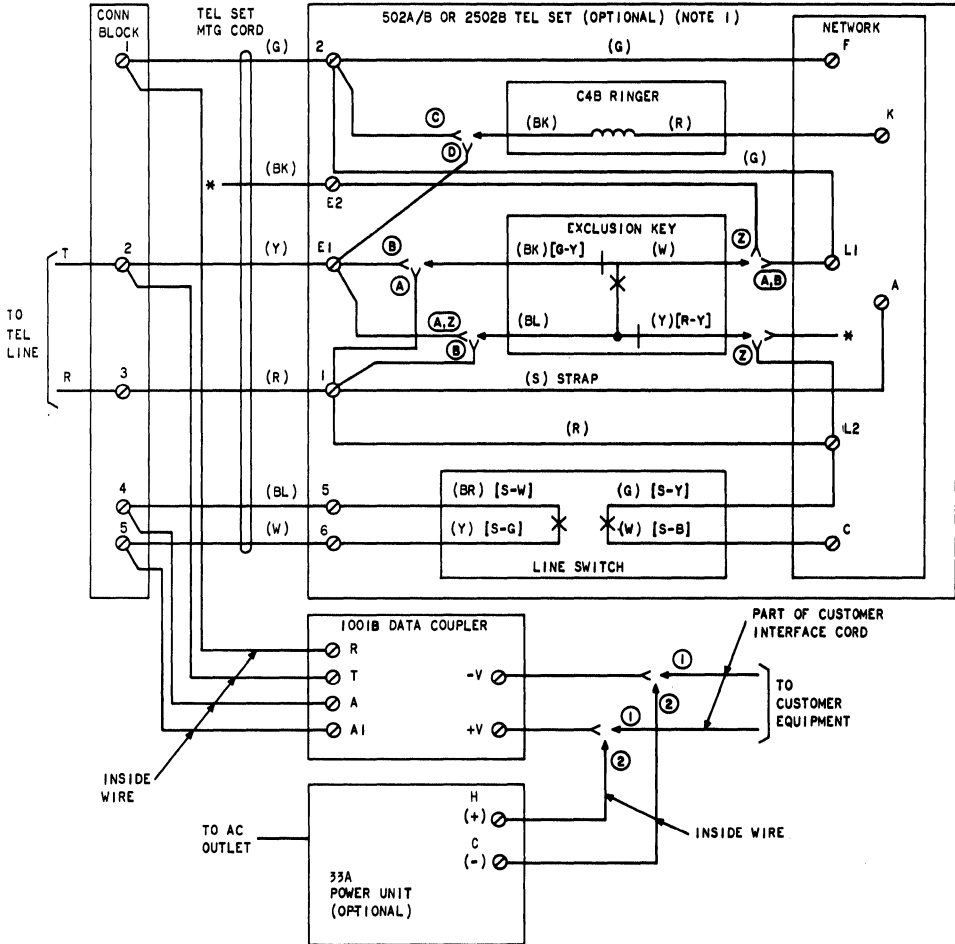 CONN
BLOCK
TEL SET
MTG CORD
502A/B OR 2502B TEL SET (OPTIONAL) (NOTE 1)
NETWORK
1
(G)
2
(G)
F
C4B RINGER
C
(BK)
(R)
K
D
(G)
*
(BK)
E2
EXCLUSION KEY
T
2
(Y)
E1
B
(BK)[G-Y]
(W)
Z
L1
A
A,B
A
TO
TEL
LINE
A,Z
(BL)
(Y)[R-Y]
*
B
Z
R
3
(R)
1
(S) STRAP
(R)
L2
4
(BL)
5
(BR) [S-W]
(G) [S-Y]
5
(W)
6
(Y) [S-G]
(W) [S-B]
C
LINE SWITCH
1001B DATA COUPLER
PART OF CUSTOMER
INTERFACE CORD
R
T
-V
1
2
TO
CUSTOMER
EQUIPMENT
A
A1
+V
1
2
INSIDE
WIRE
H
(+)
TO AC
OUTLET
C
(-)
INSIDE WIRE
33A
POWER UNIT
(OPTIONAL)